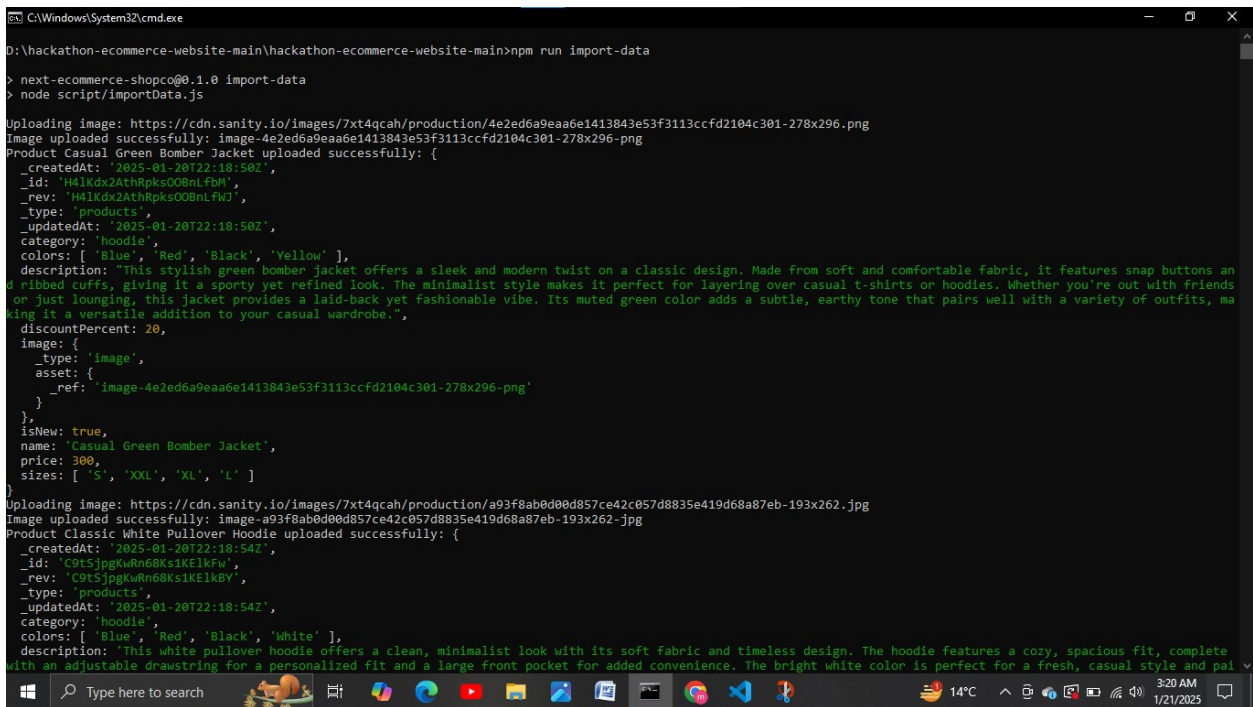 C:\Windows\System32\cmd.exe
D:\hackathon-ecommerce-website-main\hackathon-ecommerce-website-main>npm run import-data
> next-ecommerce-shopco@0.1.0 import-data
> node script/importData.js
Uploading image: https://cdn.sanity.io/images/7xt4qcah/production/4e2ed6a9eaa6e1413843e53f3113ccfd2104c301-278x296.png
Image uploaded successfully: image-4e2ed6a9eaa6e1413843e53f3113ccfd2104c301-278x296-png
Product Casual Green Bomber Jacket uploaded successfully: {
  _createdAt: '2025-01-20T22:18:50Z',
  _id: 'H4lKdx2AthRpksOOBnLfbM',
  _rev: 'H4lKdx2AthRpksOOBnLfWJ',
  _type: 'products',
  _updatedAt: '2025-01-20T22:18:50Z',
  category: 'hoodie',
  colors: [ 'Blue', 'Red', 'Black', 'Yellow' ],
  description: "This stylish green bomber jacket offers a sleek and modern twist on a classic design. Made from soft and comfortable fabric, it features snap buttons an
d ribbed cuffs, giving it a sporty yet refined look. The minimalist style makes it perfect for layering over casual t-shirts or hoodies. Whether you're out with friends
 or just lounging, this jacket provides a laid-back yet fashionable vibe. Its muted green color adds a subtle, earthy tone that pairs well with a variety of outfits, ma
king it a versatile addition to your casual wardrobe.",
  discountPercent: 20,
  image: {
    _type: 'image',
    asset: {
      _ref: 'image-4e2ed6a9eaa6e1413843e53f3113ccfd2104c301-278x296-png'
    }
  },
  isNew: true,
  name: 'Casual Green Bomber Jacket',
  price: 300,
  sizes: [ 'S', 'XXL', 'XL', 'L' ]
}
Uploading image: https://cdn.sanity.io/images/7xt4qcah/production/a93f8ab0d00d857ce42c057d8835e419d68a87eb-193x262.jpg
Image uploaded successfully: image-a93f8ab0d00d857ce42c057d8835e419d68a87eb-193x262-jpg
Product Classic White Pullover Hoodie uploaded successfully: {
  _createdAt: '2025-01-20T22:18:54Z',
  _id: 'C9tSjpgKwRn68Ks1KElkFw',
  _rev: 'C9tSjpgKwRn68Ks1KElkBY',
  _type: 'products',
  _updatedAt: '2025-01-20T22:18:54Z',
  category: 'hoodie',
  colors: [ 'Blue', 'Red', 'Black', 'White' ],
  description: 'This white pullover hoodie offers a clean, minimalist look with its soft fabric and timeless design. The hoodie features a cozy, spacious fit, complete
with an adjustable drawstring for a personalized fit and a large front pocket for added convenience. The bright white color is perfect for a fresh, casual style and pai
Type here to search
14°C
3:20 AM
1/21/2025